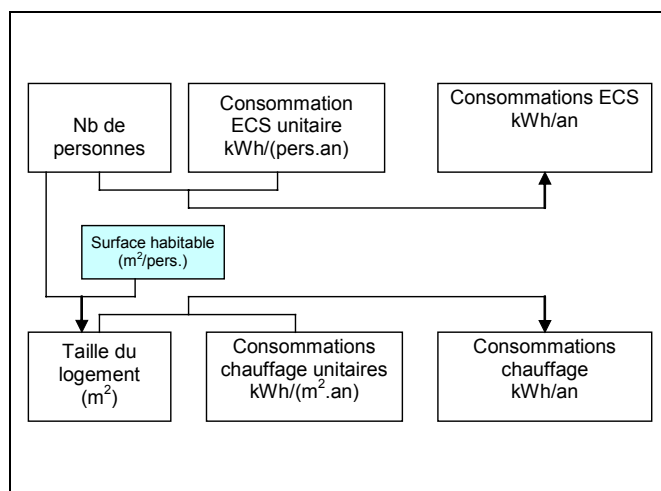 Nb de
personnes
Consommation
ECS unitaire
kWh/(pers.an)
Consommations ECS
kWh/an
Surface habitable
(m²/pers.)
Taille du
logement
(m²)
Consommations
chauffage unitaires
kWh/(m².an)
Consommations
chauffage
kWh/an